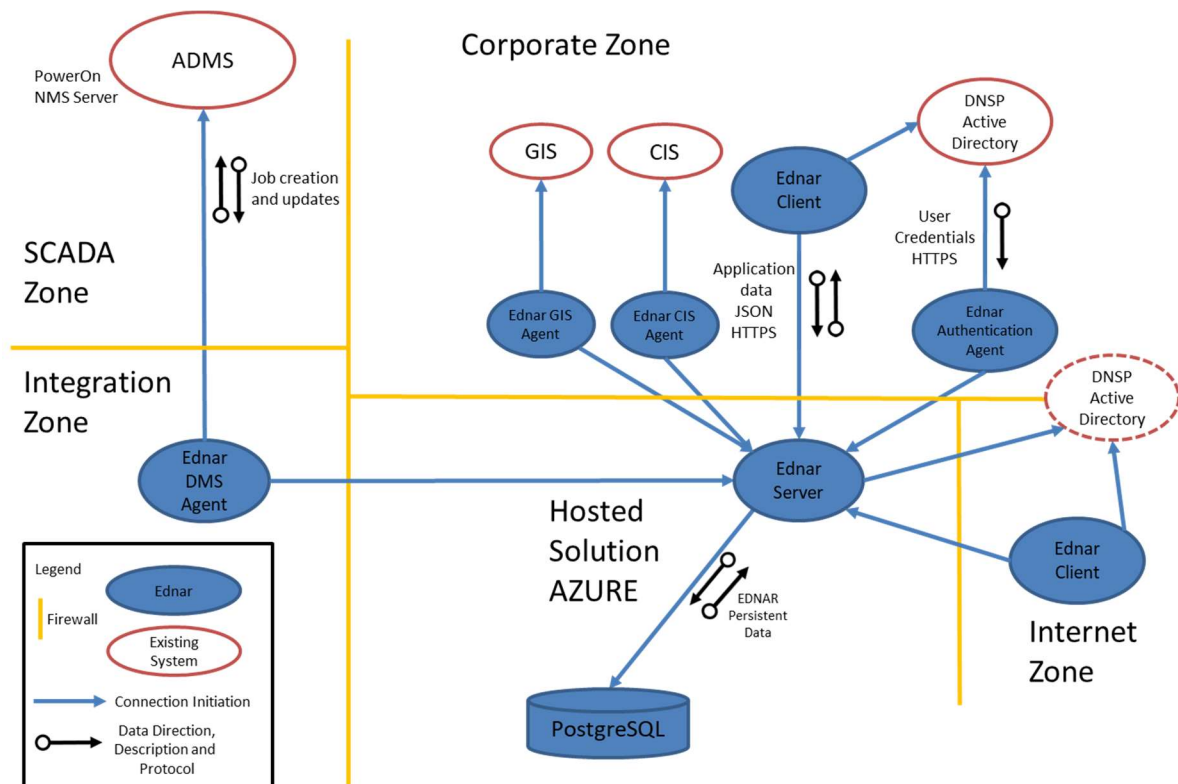 ADMS
PowerOn
NMS Server
Job creation
and updates
SCADA
Zone
Corporate Zone
GIS
CIS
Ednar
Client
DNSP
Active
Directory
User
Credentials
HTTPS
Application
data
JSON
HTTPS
Ednar GIS
Agent
Ednar CIS
Agent
Ednar
Authentication
Agent
Integration
Zone
Ednar
DMS
Agent
DNSP
Active
Directory
Ednar
Server
Hosted
Solution
AZURE
EDNAR
Persistent
Data
Ednar
Client
Internet
Zone
PostgreSQL
Legend
Ednar
Firewall
Existing
System
Connection Initiation
Data Direction,
Description and
Protocol